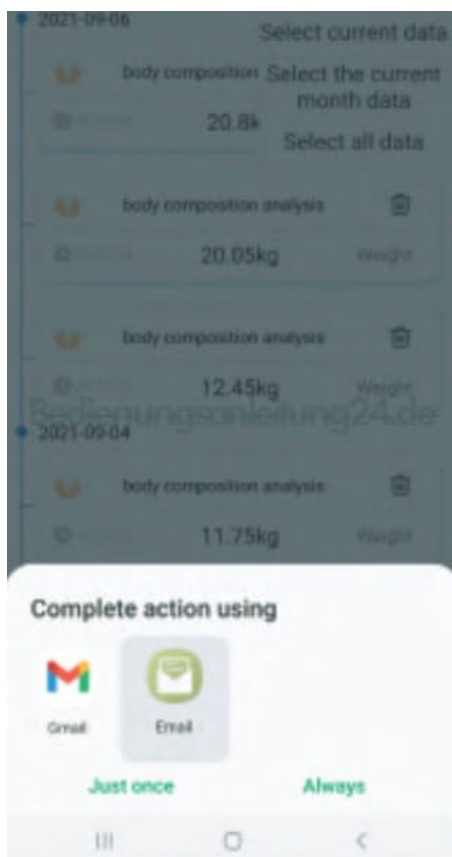 2021-09-06
Select current data
body composition
Select the current
month data
20.8k
Select all data
body composition analysis
20.05kg
Weight
body composition analysis
12.45kg
Weight
Bedienungsanleitung24.de
2021-09-04
body composition analysis
11.75kg
Weight
Complete action using
Gmail
Email
Just once
Always